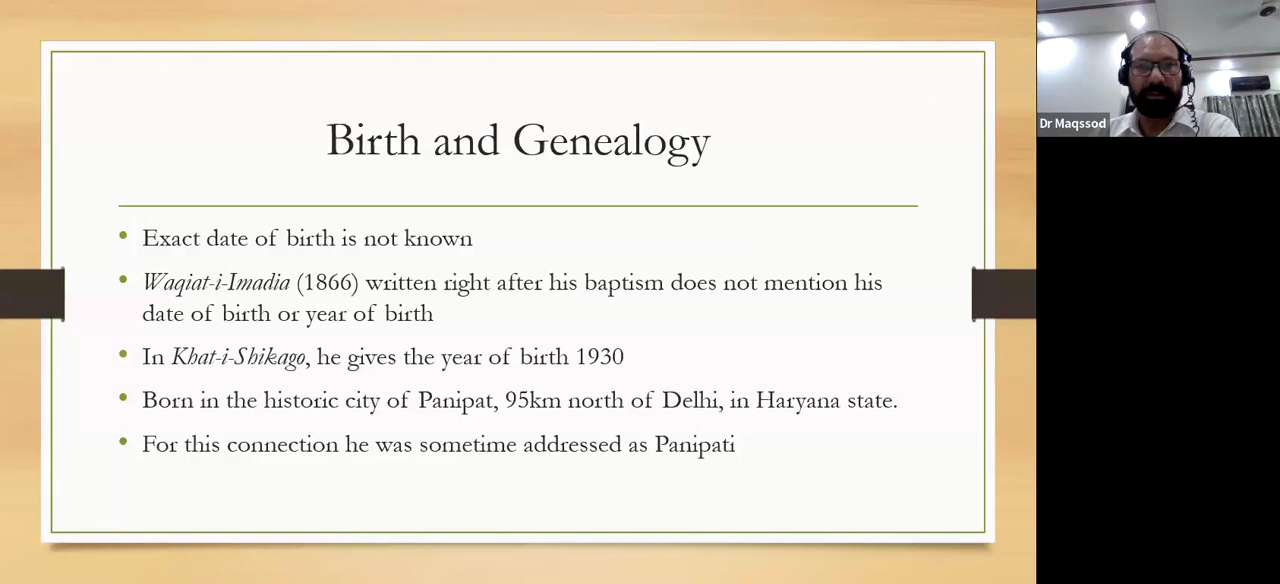 Birth and Genealogy
Exact date of birth is not known
Waqiat-i-Imadia (1866) written right after his baptism does not mention his
date of birth or year of birth
In Khat-i-Shikago, he gives the year of birth 1930
Born in the historic city of Panipat, 95km north of Delhi, in Haryana state.
For this connection he was sometime addressed as Panipati
Dr Maqssod